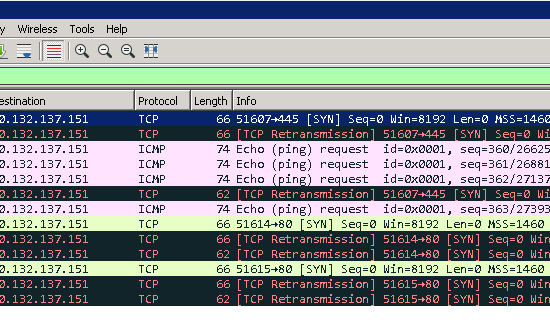 y Wireless Tools Help
estination Protocol Length Info
0.132.137.151 TCP 66 51607→445 [SYN] Seq=0 Win=8192 Len=0 MSS=1460
0.132.137.151 TCP 66 [TCP Retransmission] 51607→445 [SYN] Seq=0 W
0.132.137.151 ICMP 74 Echo (ping) request id=0x0001, seq=360/26625
0.132.137.151 ICMP 74 Echo (ping) request id=0x0001, seq=361/26881
0.132.137.151 ICMP 74 Echo (ping) request id=0x0001, seq=362/27137
0.132.137.151 TCP 62 [TCP Retransmission] 51607→445 [SYN] Seq=0 W
0.132.137.151 ICMP 74 Echo (ping) request id=0x0001, seq=363/27393
0.132.137.151 TCP 66 51614→80 [SYN] Seq=0 Win=8192 Len=0 MSS=1460
0.132.137.151 TCP 66 [TCP Retransmission] 51614→80 [SYN] Seq=0 Win
0.132.137.151 TCP 62 [TCP Retransmission] 51614→80 [SYN] Seq=0 Win
0.132.137.151 TCP 66 51615→80 [SYN] Seq=0 Win=8192 Len=0 MSS=1460
0.132.137.151 TCP 66 [TCP Retransmission] 51615→80 [SYN] Seq=0 Win
0.132.137.151 TCP 62 [TCP Retransmission] 51615→80 [SYN] Seq=0 Win